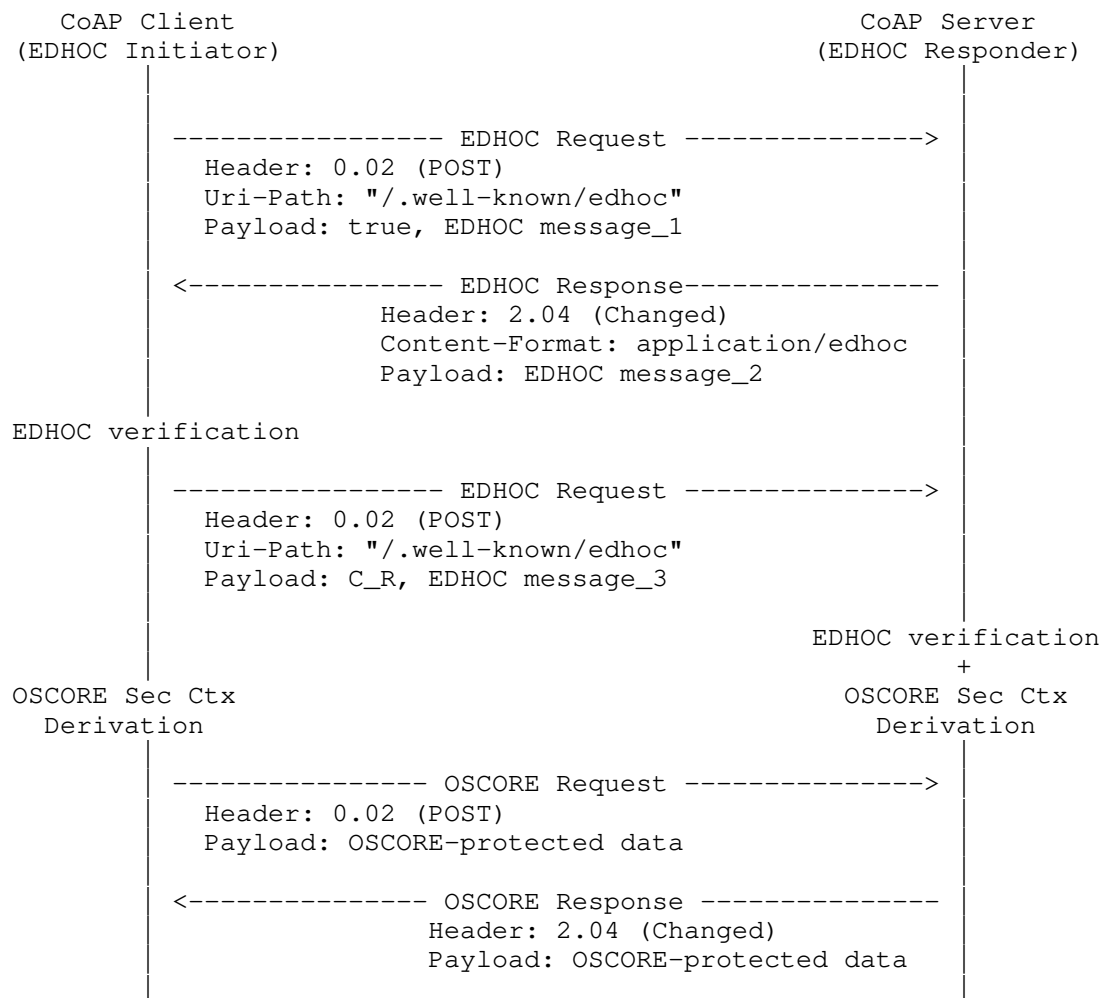 CoAP Client                                        CoAP Server
(EDHOC Initiator)                                  (EDHOC Responder)
----------------- EDHOC Request --------------->
Header: 0.02 (POST)
Uri-Path: "/.well-known/edhoc"
Payload: true, EDHOC message_1
<---------------- EDHOC Response----------------
Header: 2.04 (Changed)
Content-Format: application/edhoc
Payload: EDHOC message_2
EDHOC verification
----------------- EDHOC Request --------------->
Header: 0.02 (POST)
Uri-Path: "/.well-known/edhoc"
Payload: C_R, EDHOC message_3
EDHOC verification
+
OSCORE Sec Ctx                                     OSCORE Sec Ctx
Derivation                                         Derivation
---------------- OSCORE Request --------------->
Header: 0.02 (POST)
Payload: OSCORE-protected data
<--------------- OSCORE Response ---------------
Header: 2.04 (Changed)
Payload: OSCORE-protected data